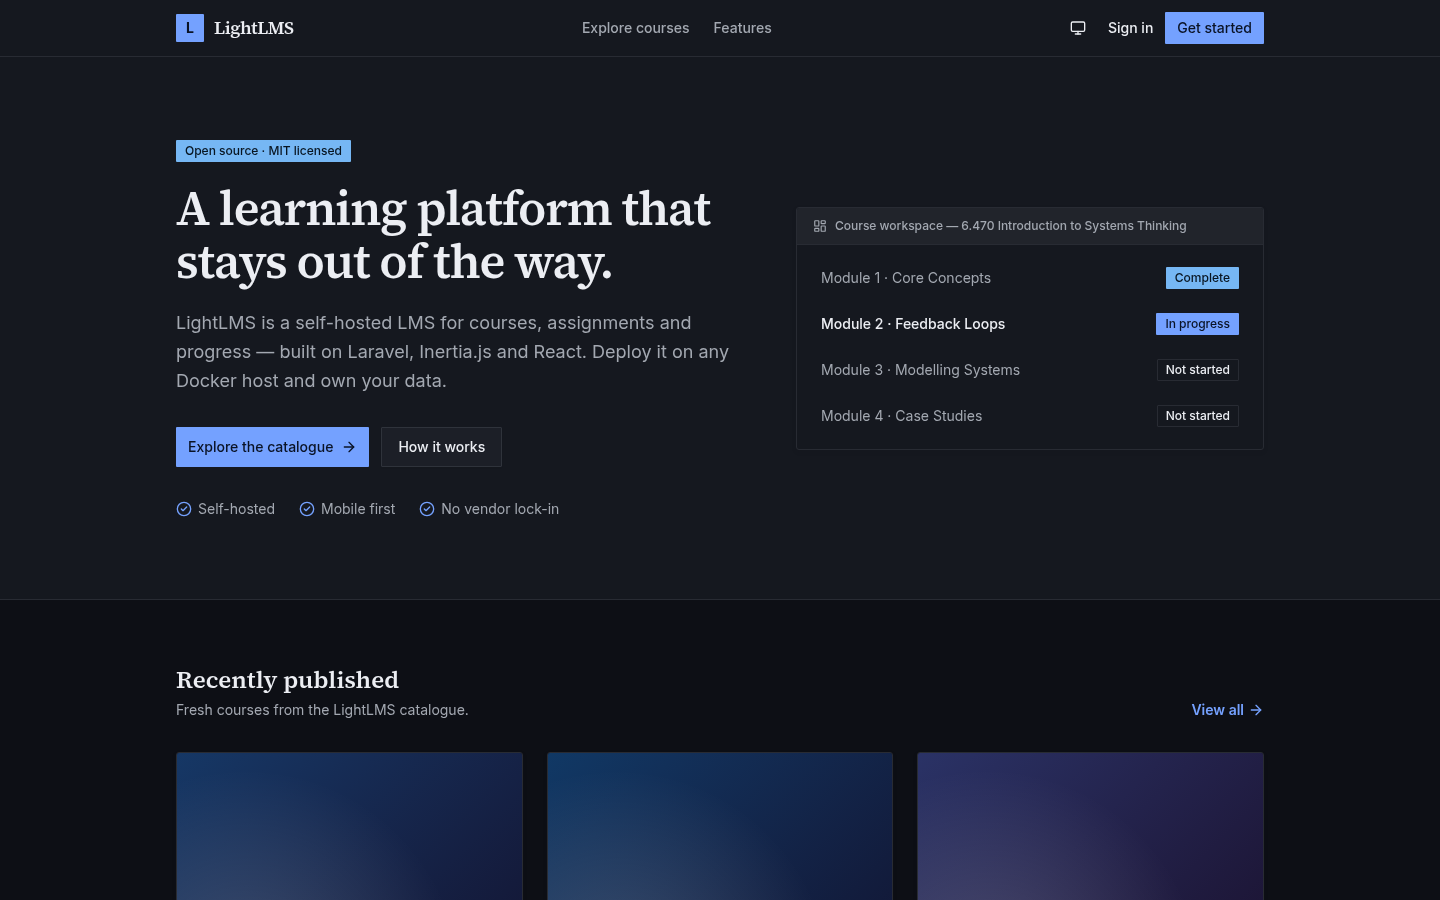 L LightLMS Explore courses Features Sign in Get started
Open source · MIT licensed
A learning platform that
stays out of the way.
LightLMS is a self-hosted LMS for courses, assignments and
progress — built on Laravel, Inertia.js and React. Deploy it on any
Docker host and own your data.
Explore the catalogue How it works
Self-hosted Mobile first No vendor lock-in
Course workspace — 6.470 Introduction to Systems Thinking
Module 1 · Core Concepts Complete
Module 2 · Feedback Loops In progress
Module 3 · Modelling Systems Not started
Module 4 · Case Studies Not started
Recently published
Fresh courses from the LightLMS catalogue. View all